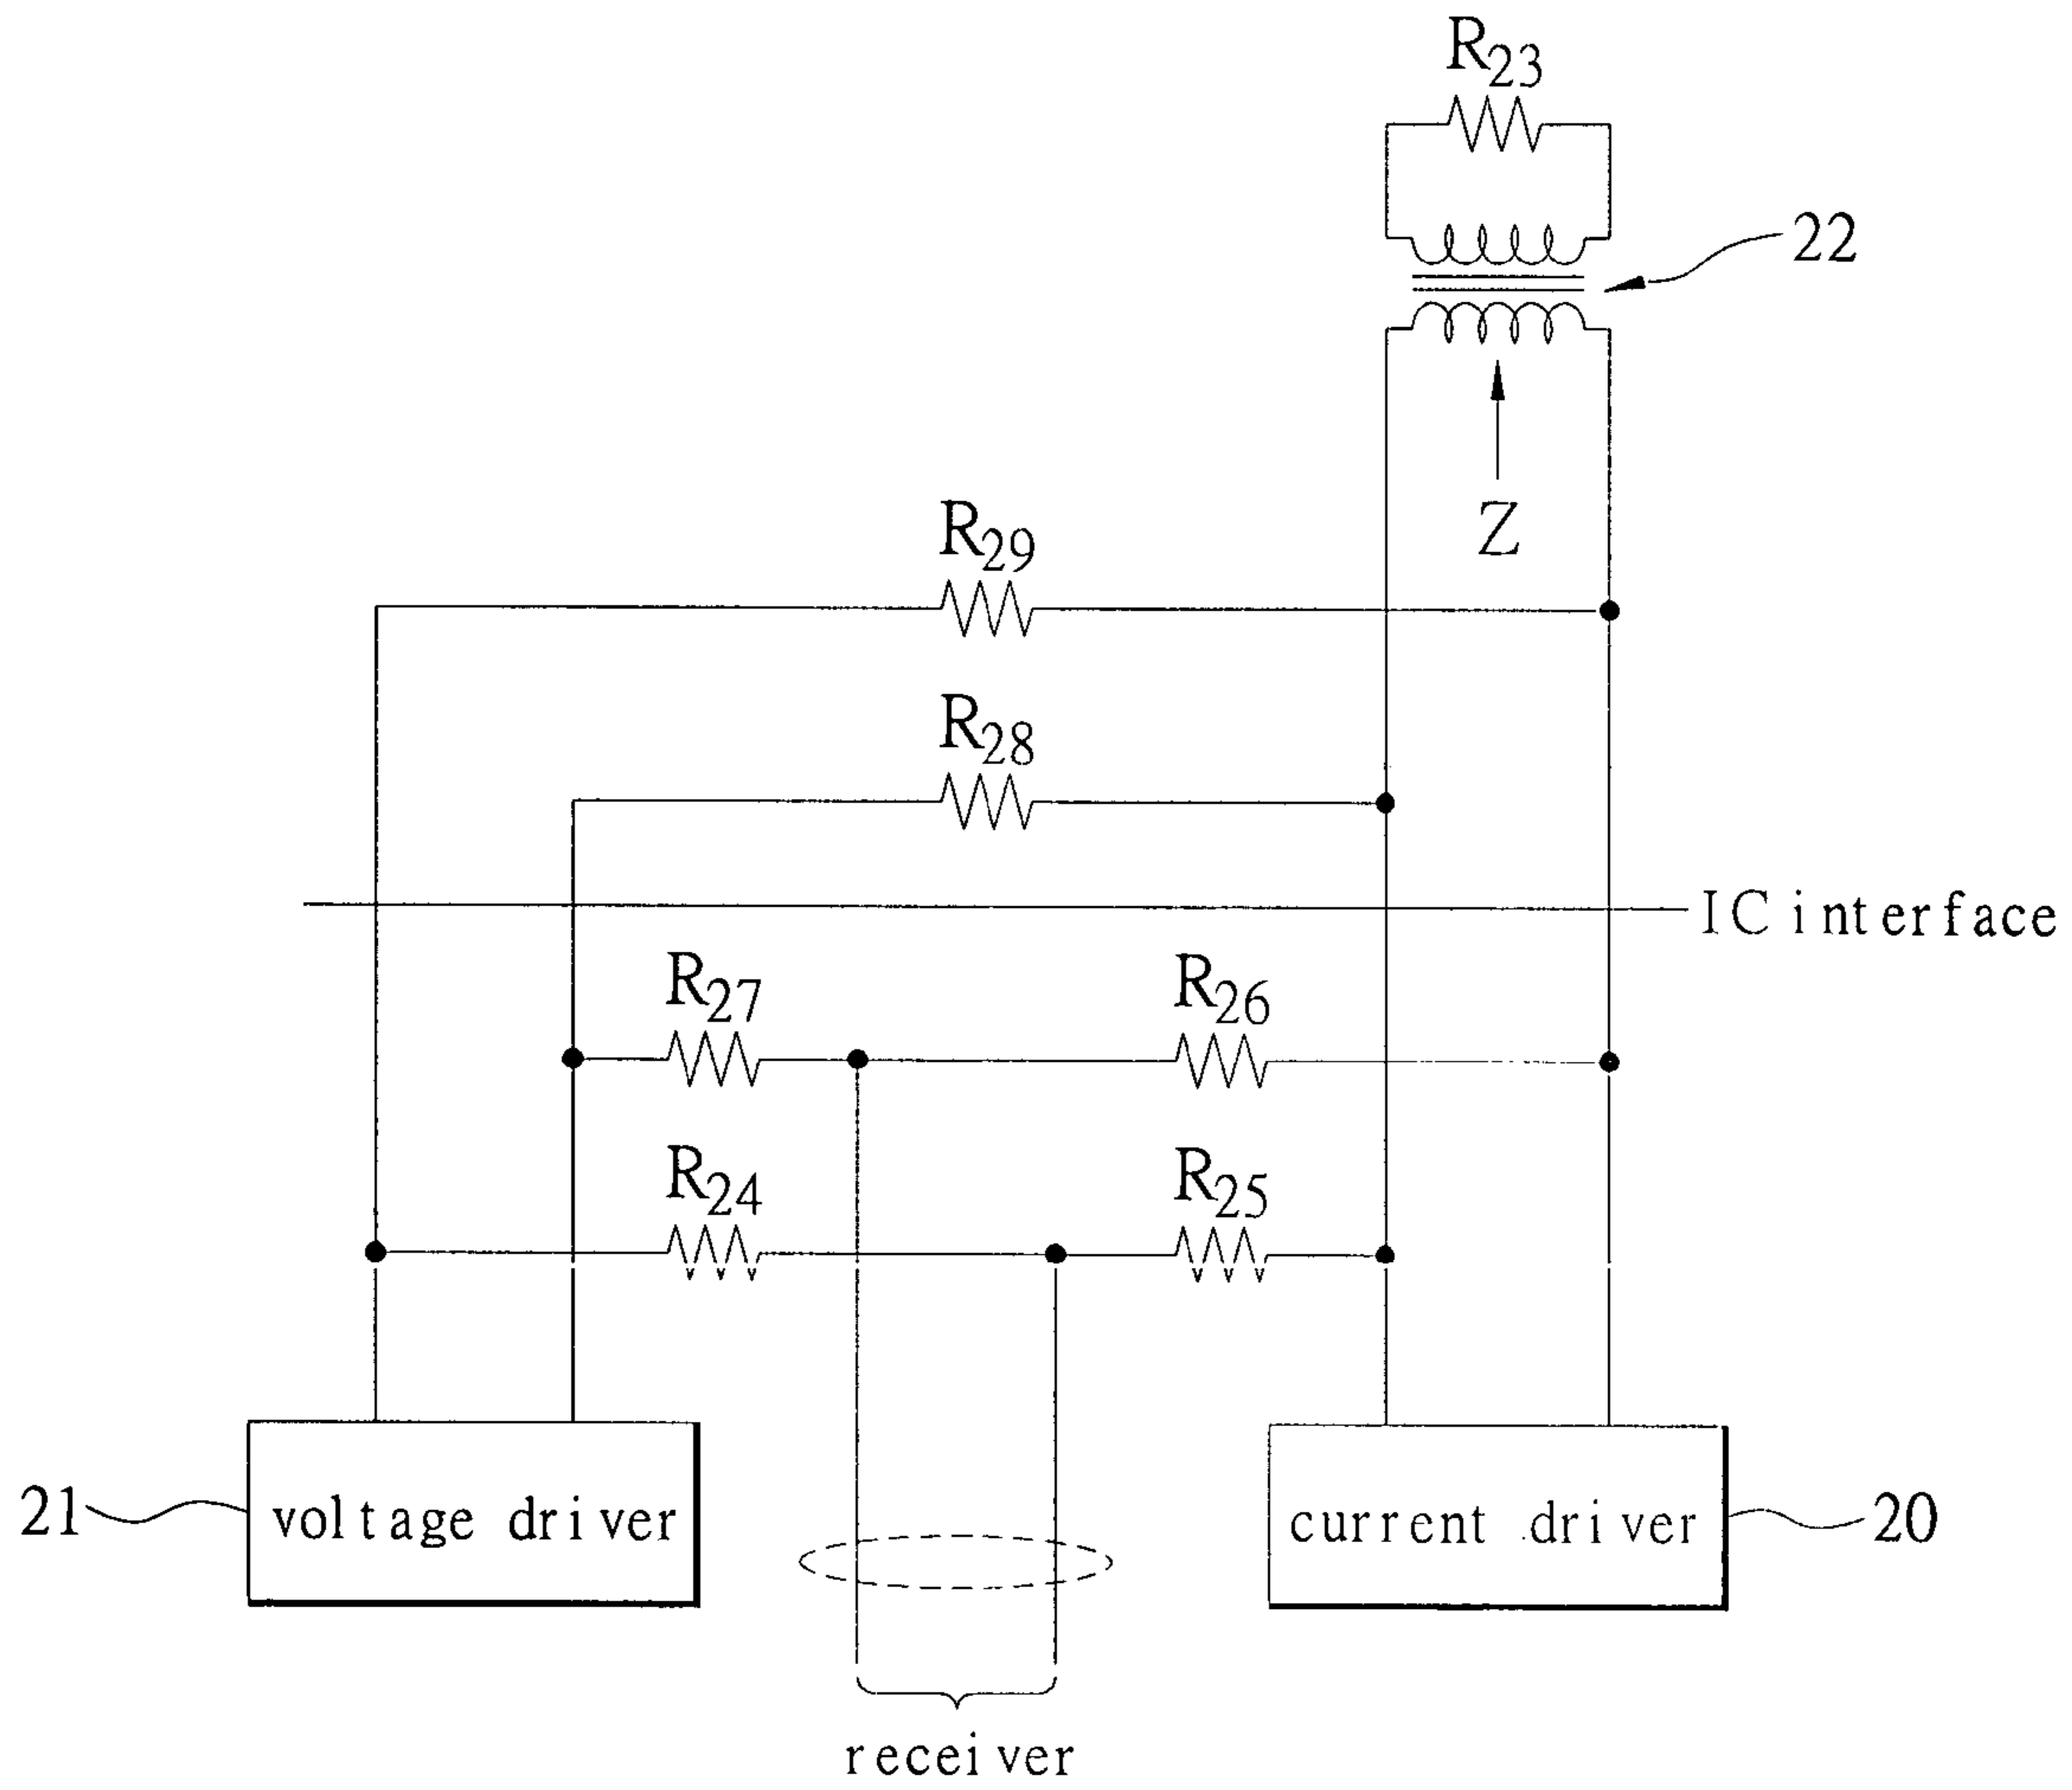 R23
22
Z
R29
R28
IC interface
R27
R26
R24
R25
21
voltage driver
current driver
20
receiver